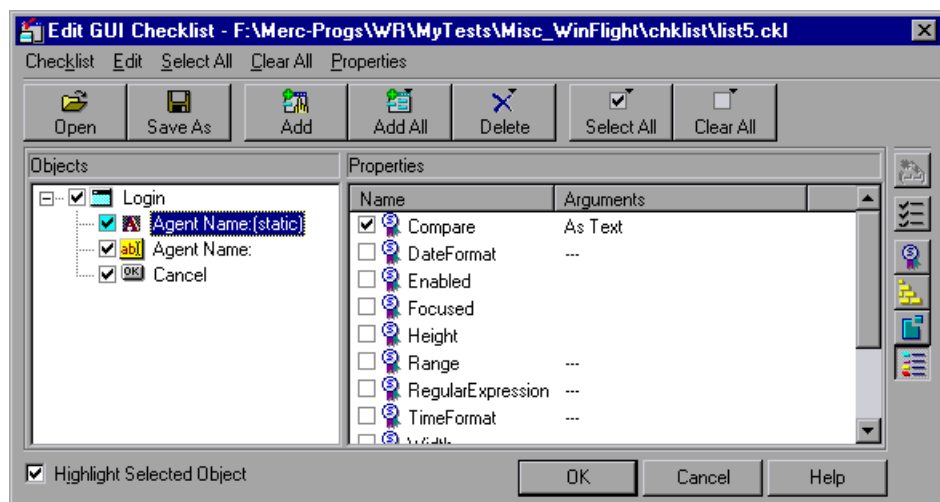 Edit GUI Checklist - F:\Merc-Progs\WR\MyTests\Misc_WinFlight\chklist\list5.ckl
Checklist Edit Select All Clear All Properties
Open Save As Add Add All Delete Select All Clear All
Objects
Login
Agent Name:(static)
Agent Name:
OK Cancel
Properties
Name Arguments
Compare As Text
DateFormat ---
Enabled
Focused
Height
Range ---
RegularExpression ---
TimeFormat ---
Width
Highlight Selected Object
OK Cancel Help